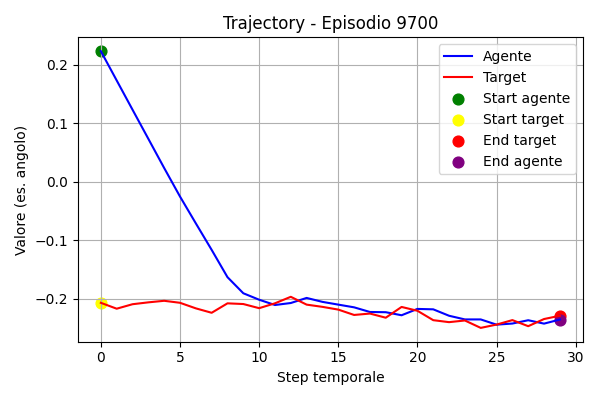 Trajectory - Episodio 9700
Agente
Target
Start agente
Start target
End target
End agente
Valore (es. angolo)
0.2
0.1
0.0
−0.1
−0.2
0 5 10 15 20 25 30
Step temporale